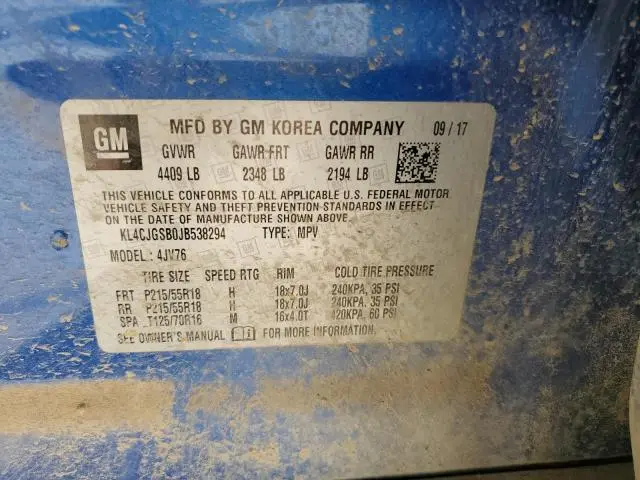 GM MFD BY GM KOREA COMPANY 09/17
GVWR GAWR FRT GAWR RR
4409 LB 2348 LB 2194 LB
THIS VEHICLE CONFORMS TO ALL APPLICABLE U.S. FEDERAL MOTOR
VEHICLE SAFETY AND THEFT PREVENTION STANDARDS IN EFFECT
ON THE DATE OF MANUFACTURE SHOWN ABOVE.
KL4CJGSB0JB538294 TYPE: MPV
MODEL: 4JV76
TIRE SIZE SPEED RTG RIM COLD TIRE PRESSURE
FRT P215/55R18 H 18x7.0J 240KPA, 35 PSI
RR P215/55R18 H 18x7.0J 240KPA, 35 PSI
SPA T125/70R16 M 16x4.0T 420KPA, 60 PSI
SEE OWNER'S MANUAL FOR MORE INFORMATION.